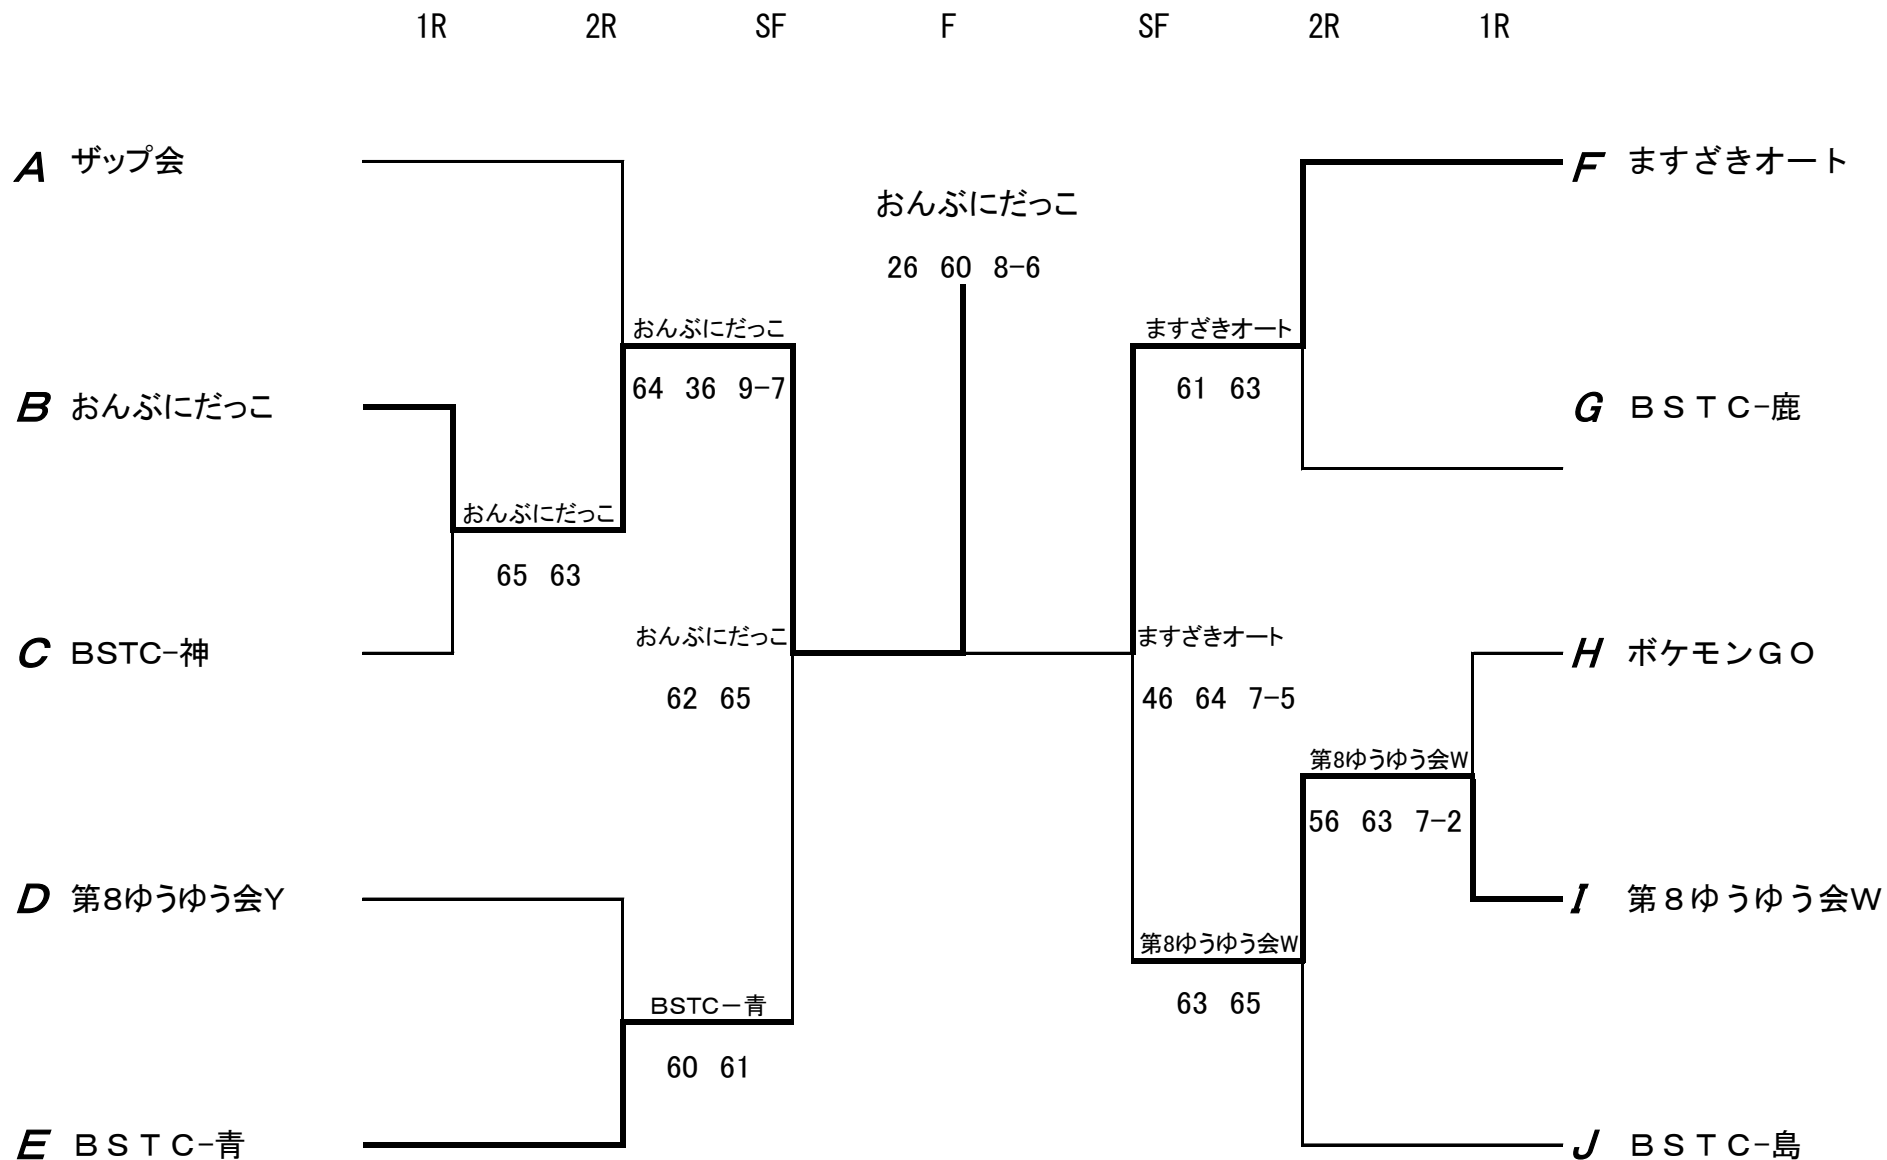 1R 2R SF F SF 2R 1R
A ザップ会
F ますざきオート
おんぶにだっこ
26 60 8-6
おんぶにだっこ
ますざきオート
64 36 9-7
61 63
B おんぶにだっこ
G ＢＳＴＣ-鹿
おんぶにだっこ
65 63
おんぶにだっこ
ますざきオート
C BSTC-神
H ポケモンＧＯ
62 65
46 64 7-5
第8ゆうゆう会W
56 63 7-2
D 第8ゆうゆう会Y
I 第８ゆうゆう会W
第8ゆうゆう会W
63 65
BSTC－青
60 61
E ＢＳＴＣ-青
J ＢＳＴＣ-島